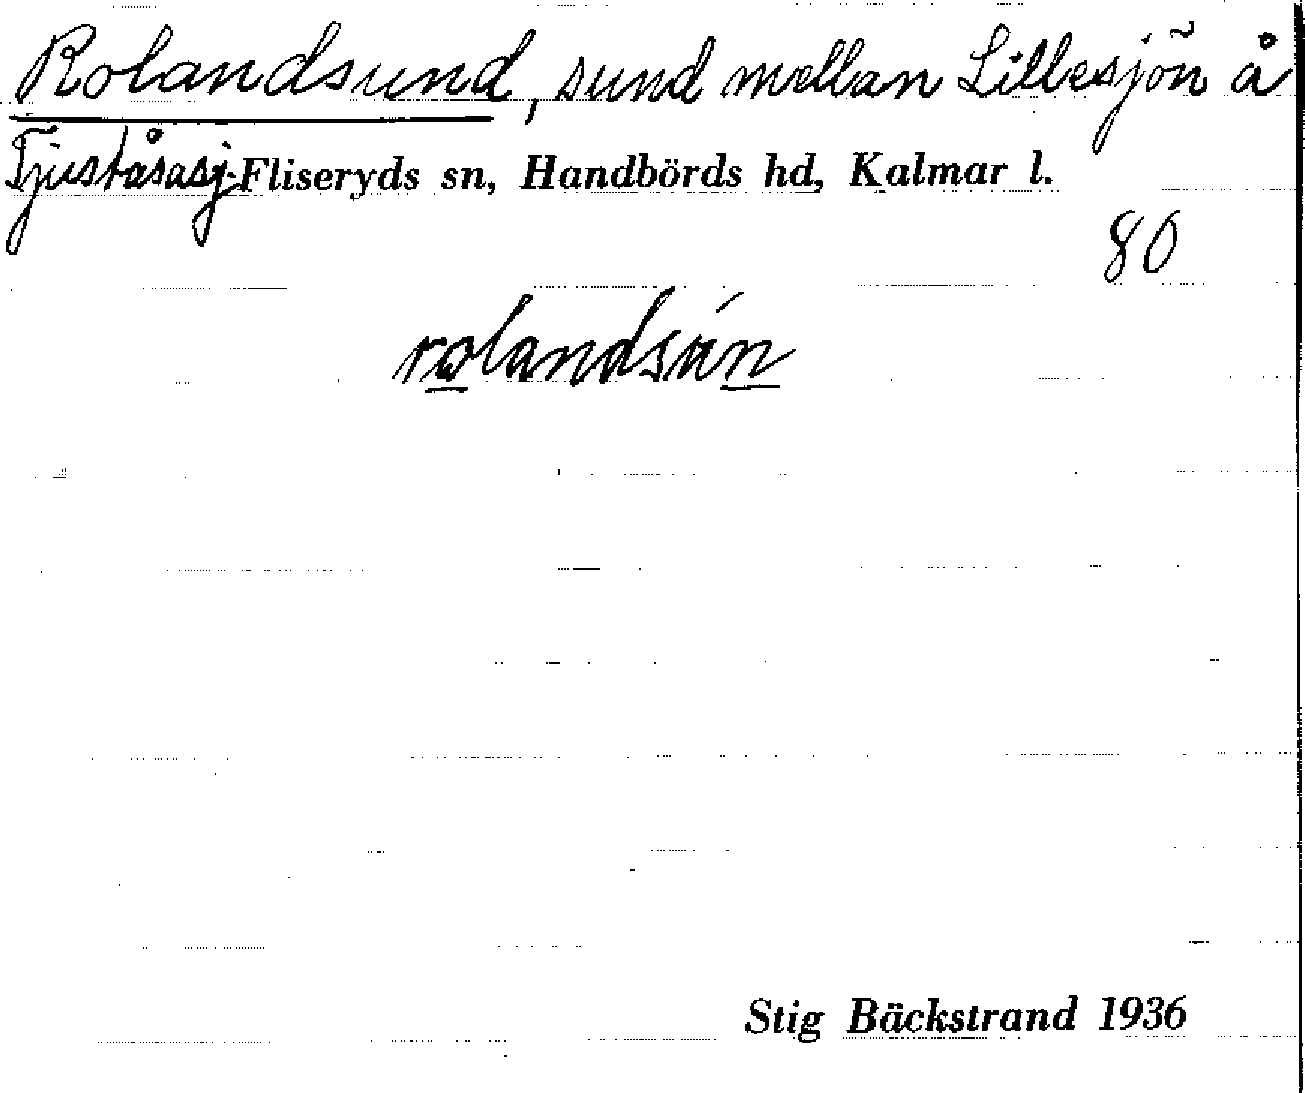 Rolandsund, sund mellan Lillesjön å
Tjuståsasj. Fliseryds sn, Handbörds hd, Kalmar l.
80
rolandsún
Stig Bäckstrand 1936